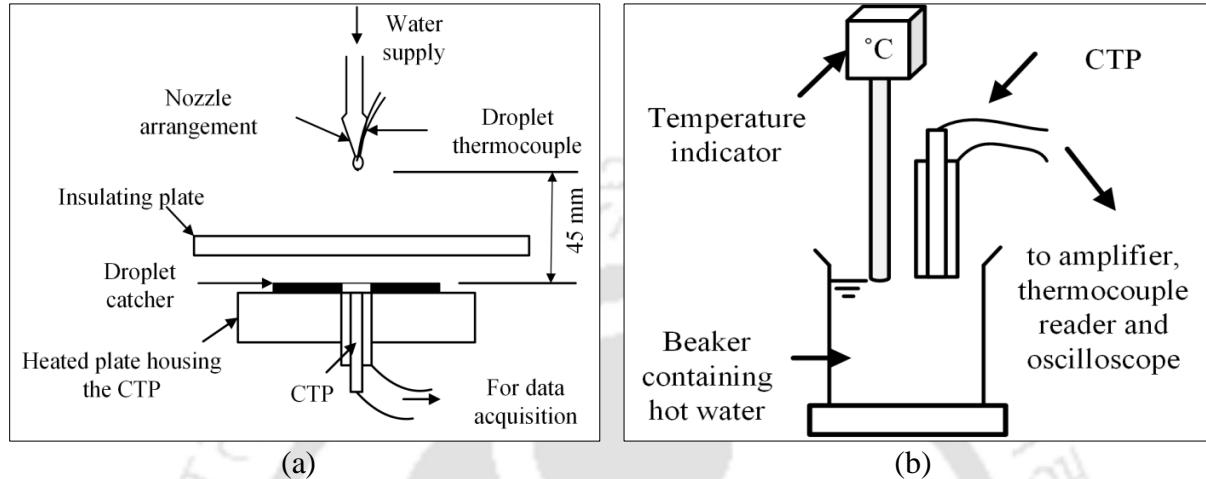 Water
supply
Nozzle
arrangement
Droplet
thermocouple
Insulating plate
45 mm
Droplet
catcher
Heated plate housing
the CTP
CTP
For data
acquisition
(a)
°C
CTP
Temperature
indicator
to amplifier,
thermocouple
reader and
oscilloscope
Beaker
containing
hot water
(b)